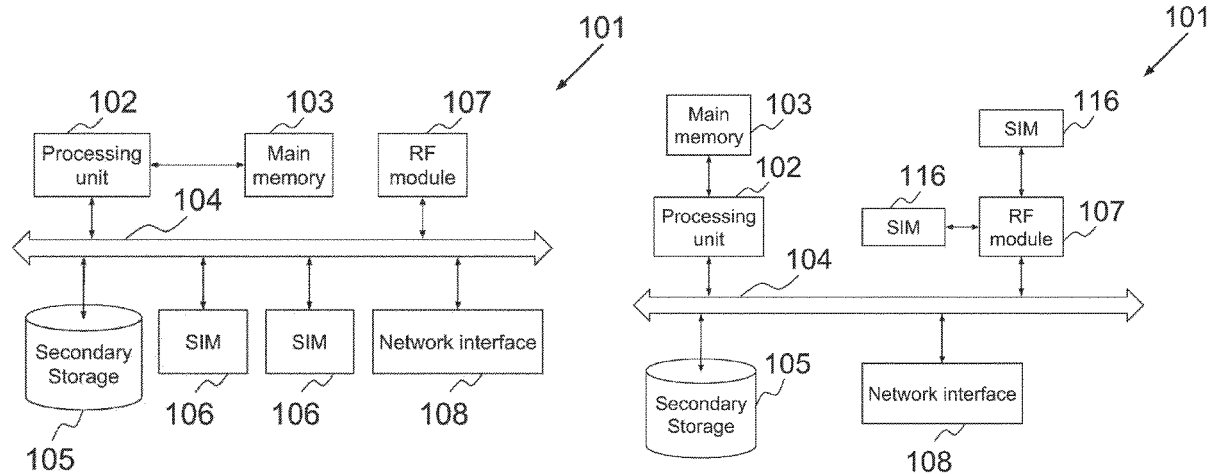 101
102
103
107
Processing
unit
Main
memory
RF
module
104
Secondary
Storage
SIM
SIM
Network interface
105
106
106
108
101
103
Main
memory
116
SIM
102
116
Processing
unit
SIM
RF
module
107
104
105
Secondary
Storage
Network interface
108